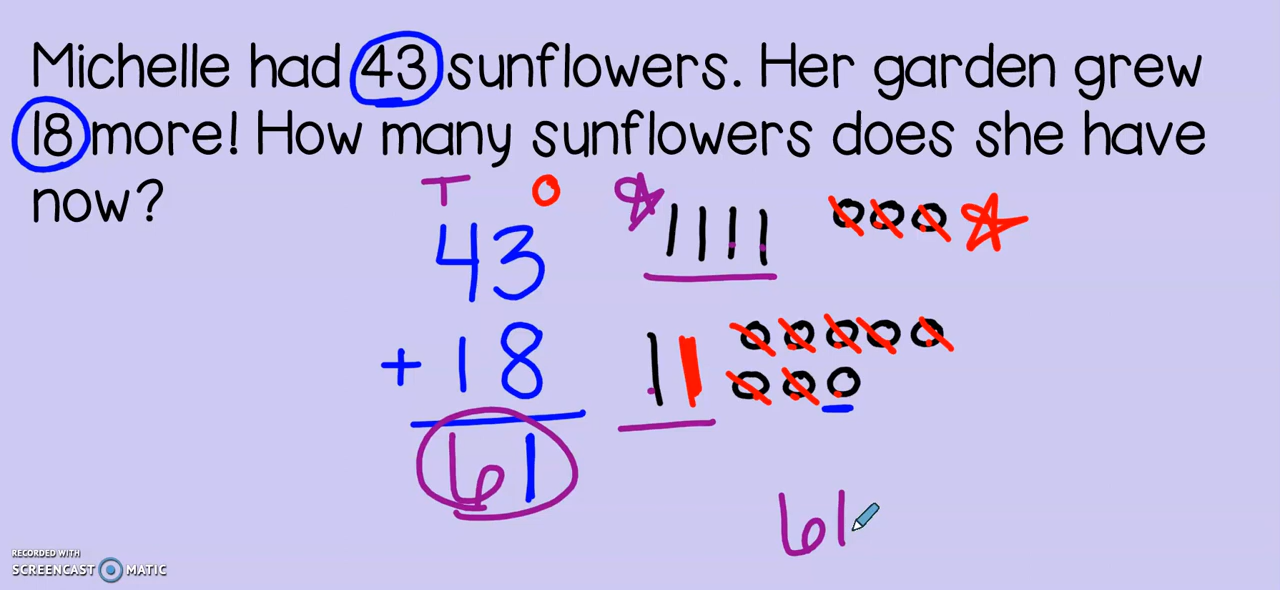 Michelle had 43 sunflowers. Her garden grew
18 more! How many sunflowers does she have
now?
T O
43
+ 18
61
61
RECORDED WITH
SCREENCAST MATIC